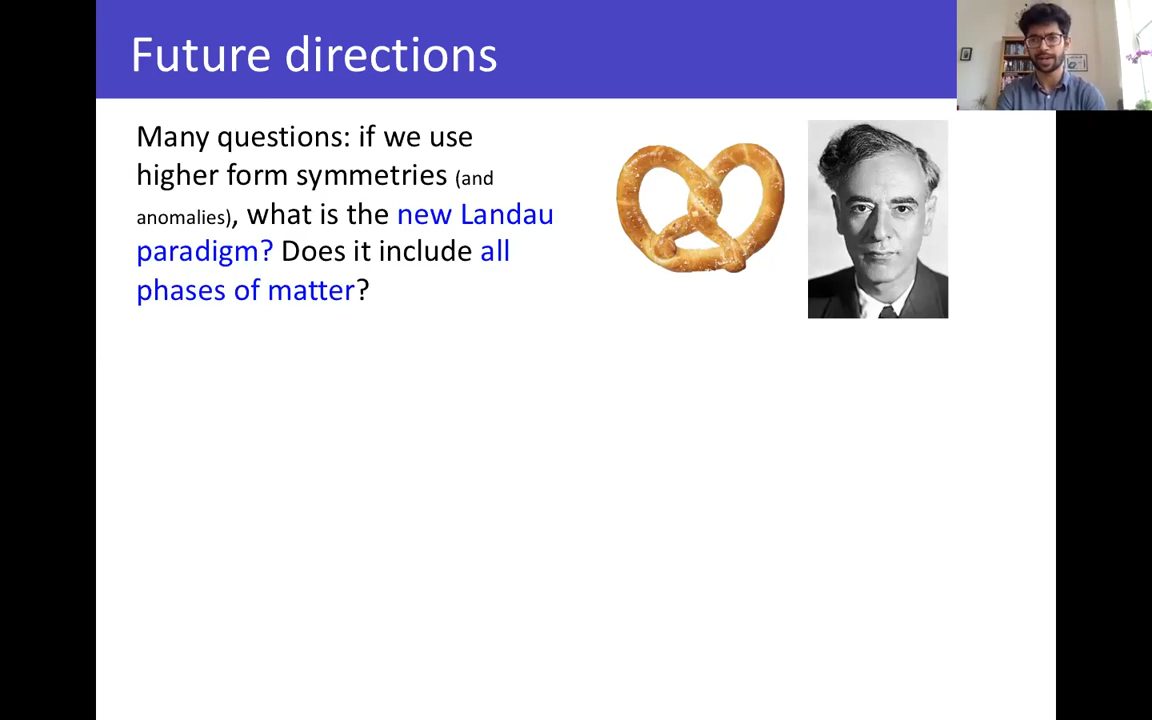 Future directions
Many questions: if we use
higher form symmetries (and
anomalies), what is the new Landau
paradigm? Does it include all
phases of matter?